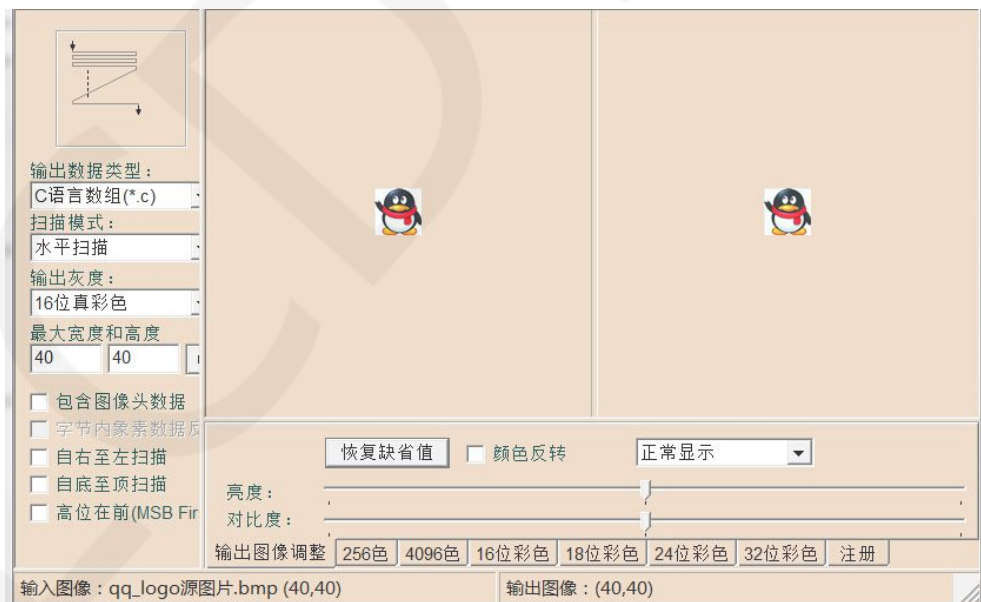 输出数据类型：
C语言数组(*.c)
扫描模式：
水平扫描
输出灰度：
16位真彩色
最大宽度和高度
40 40
包含图像头数据
字节内象素数据反
自右至左扫描
自底至顶扫描
高位在前(MSB Fir
恢复缺省值 颜色反转 正常显示
亮度：
对比度：
输出图像调整 256色 4096色 16位彩色 18位彩色 24位彩色 32位彩色 注册
输入图像：qq_logo源图片.bmp (40,40) 输出图像：(40,40)